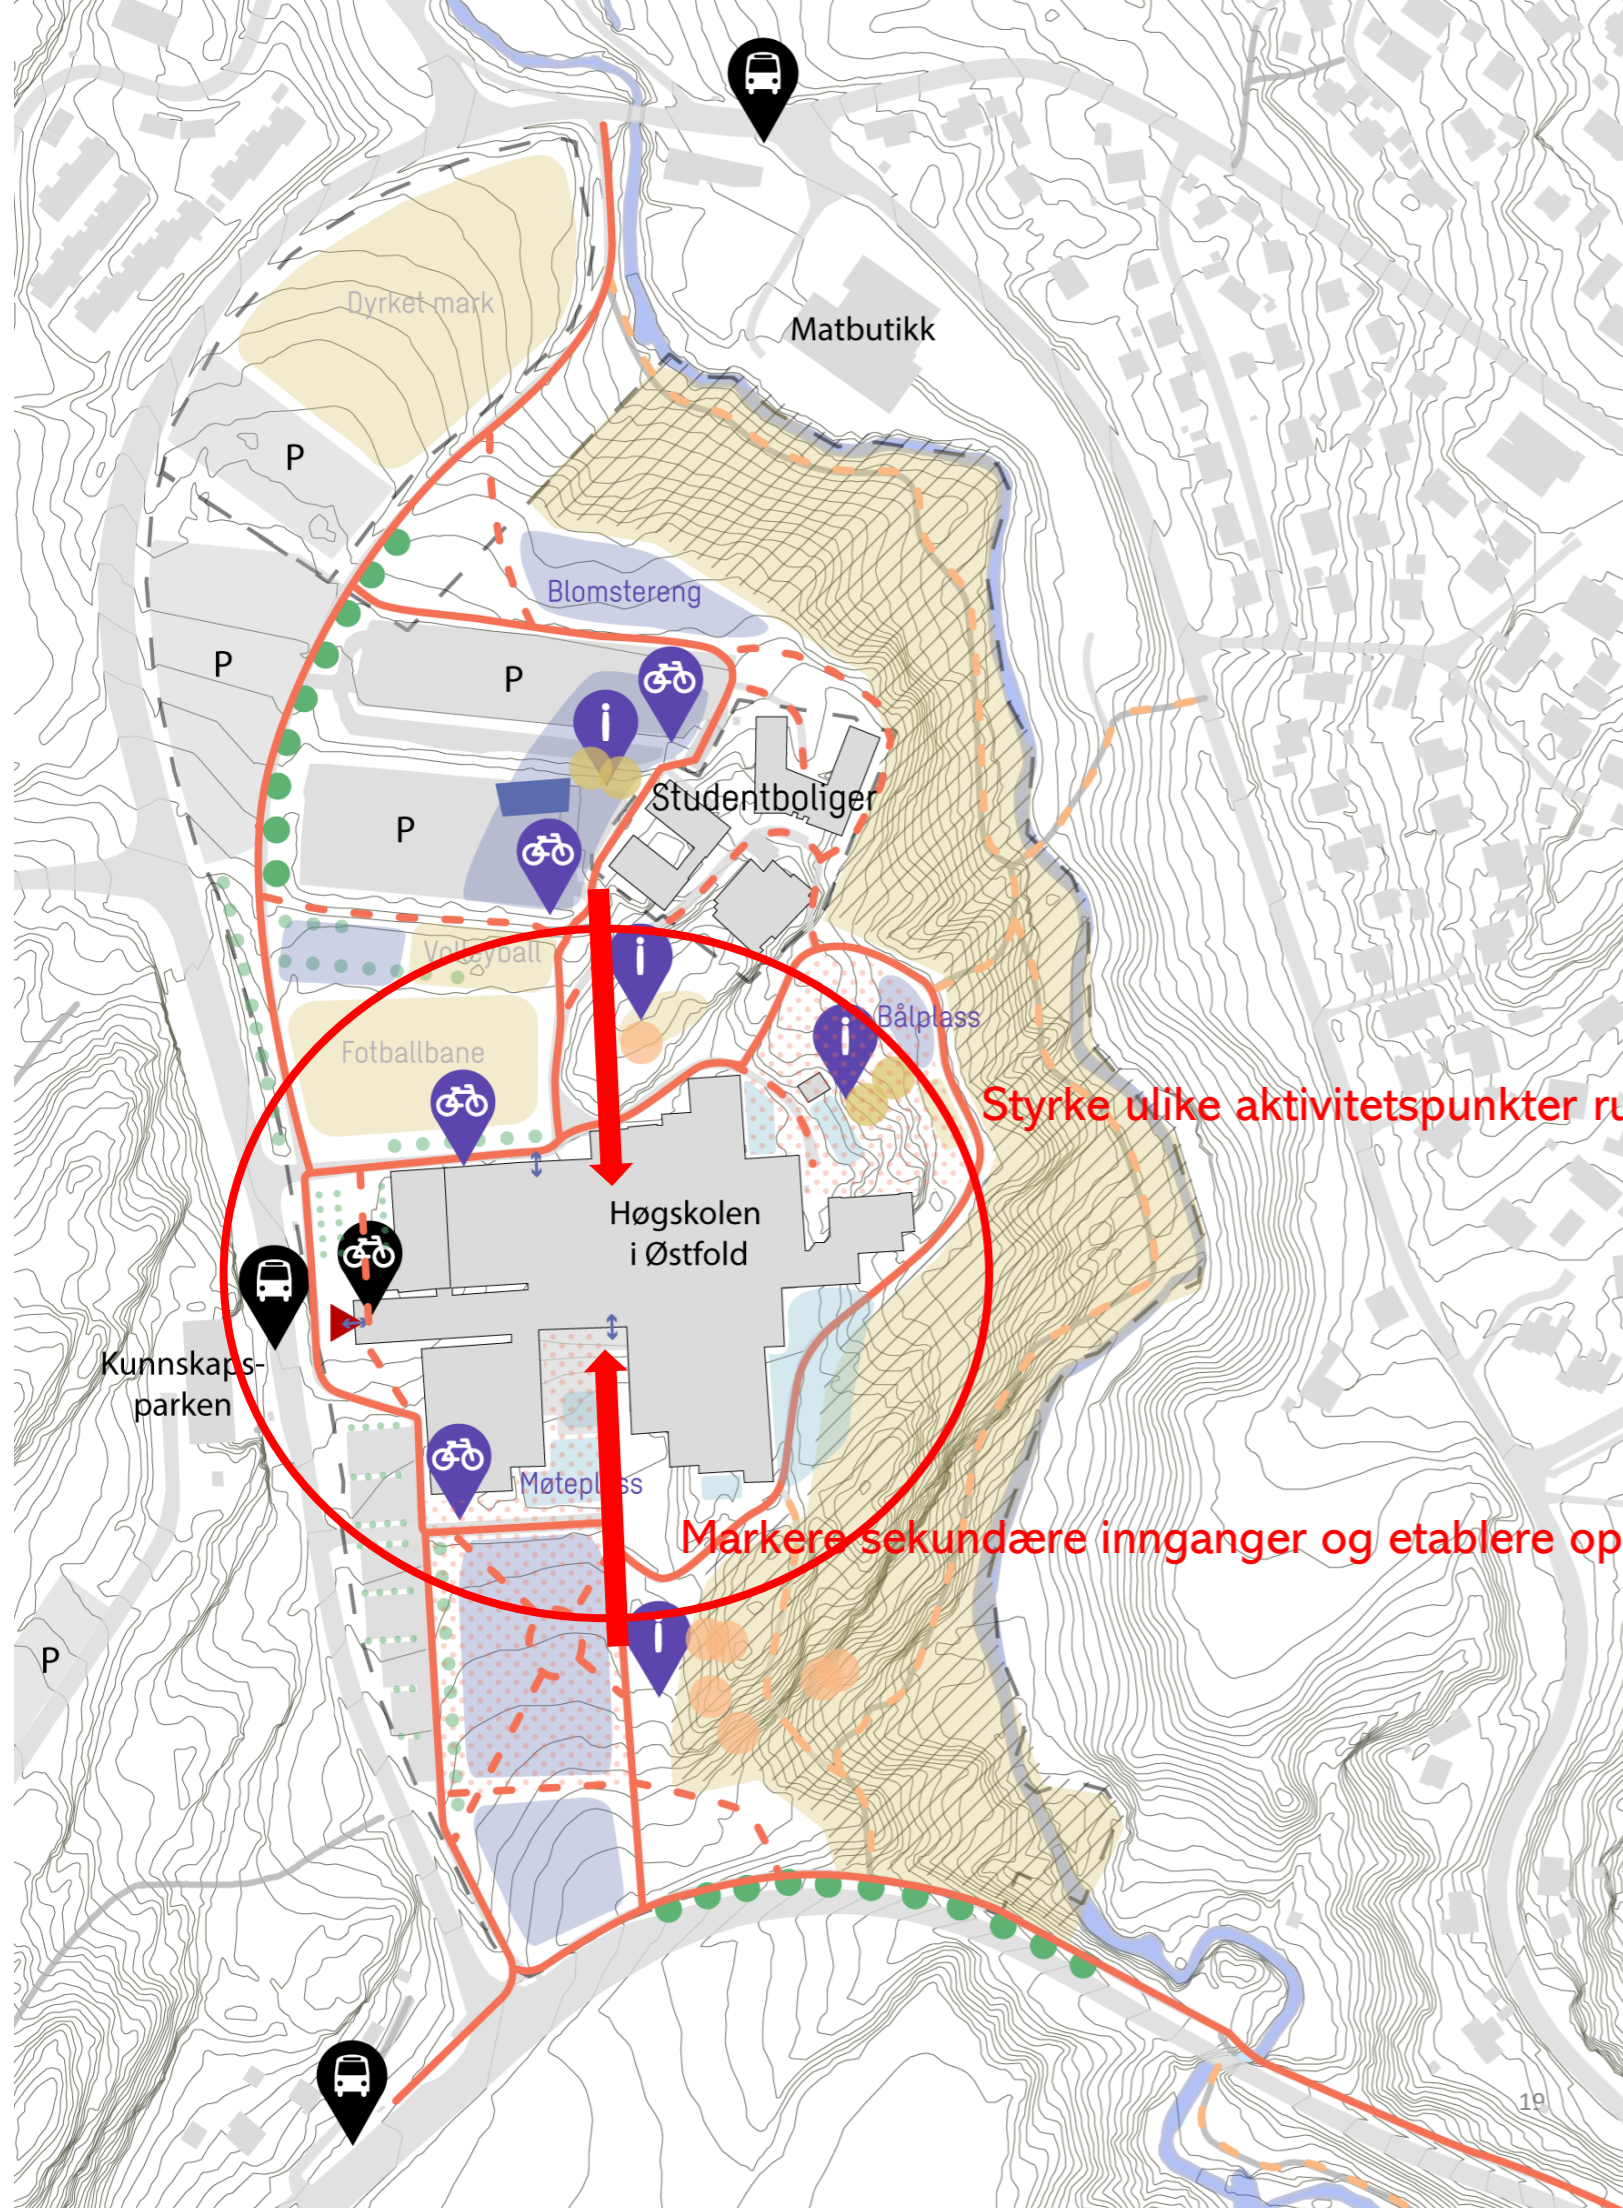 Dyrket mark
Matbutikk
P
Blomstereng
P
P
i
Studentboliger
P
Volleyball
i
i
Bålplass
Fotballbane
Styrke ulike aktivitetspunkter ru
Høgskolen
i Østfold
Kunnskaps-
parken
Møteplass
Markere sekundære innganger og etablere op
i
P
19